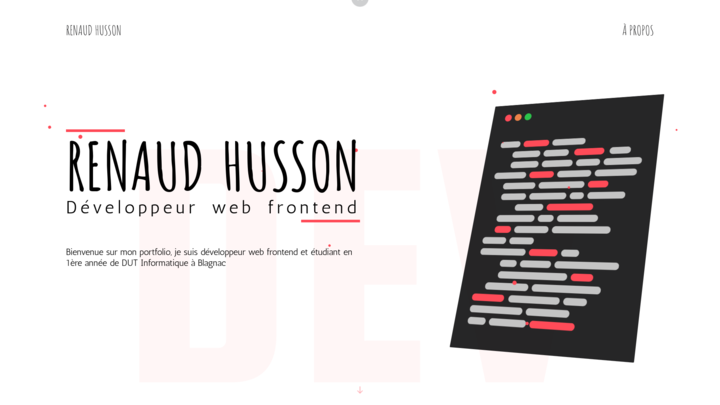 RENAUD HUSSON
À PROPOS
RENAUD HUSSON
Développeur web frontend
Bienvenue sur mon portfolio, je suis développeur web frontend et étudiant en
1ère année de DUT Informatique à Blagnac
DEV